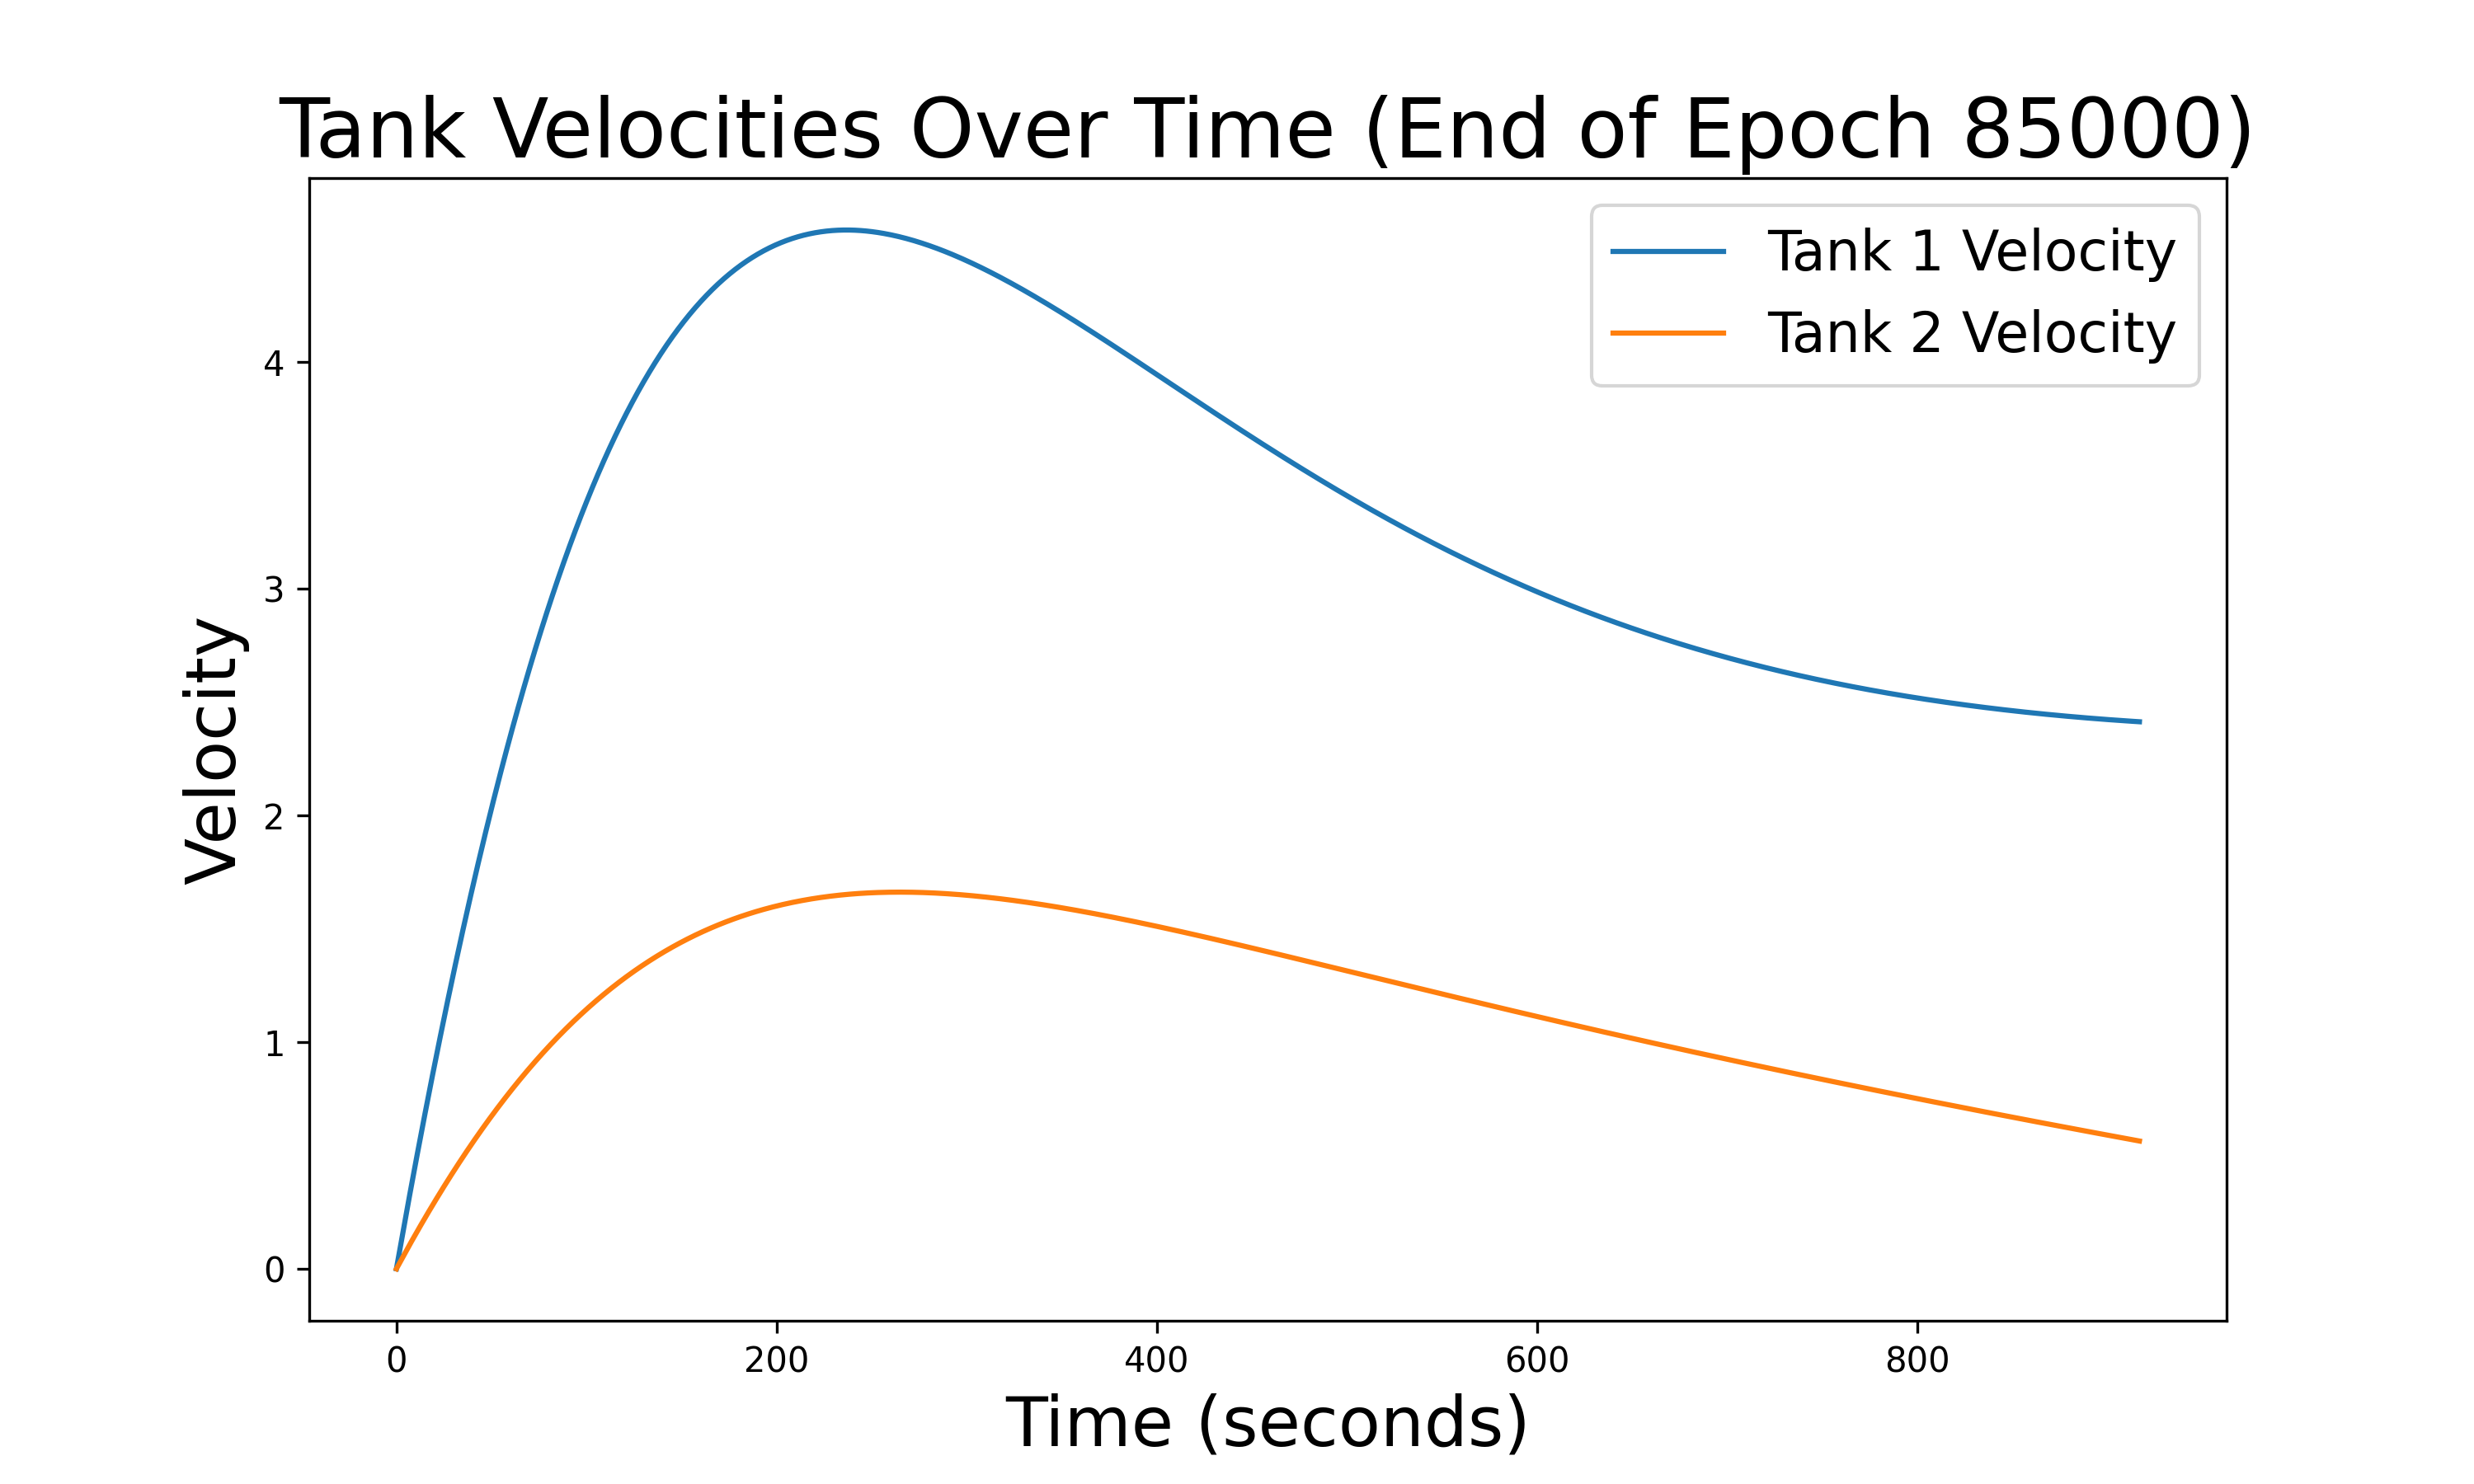 Tank Velocities Over Time (End of Epoch 85000)
Tank 1 Velocity
Tank 2 Velocity
Velocity
4
3
2
1
0
0 200 400 600 800
Time (seconds)